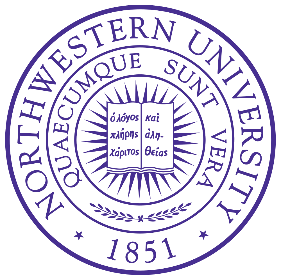 NORTHWESTERN UNIVERSITY
QUAECUMQUE SUNT VERA
ὁ λόγος
πλήρης
χάριτος
καὶ
ἀλη-
θείας
1851